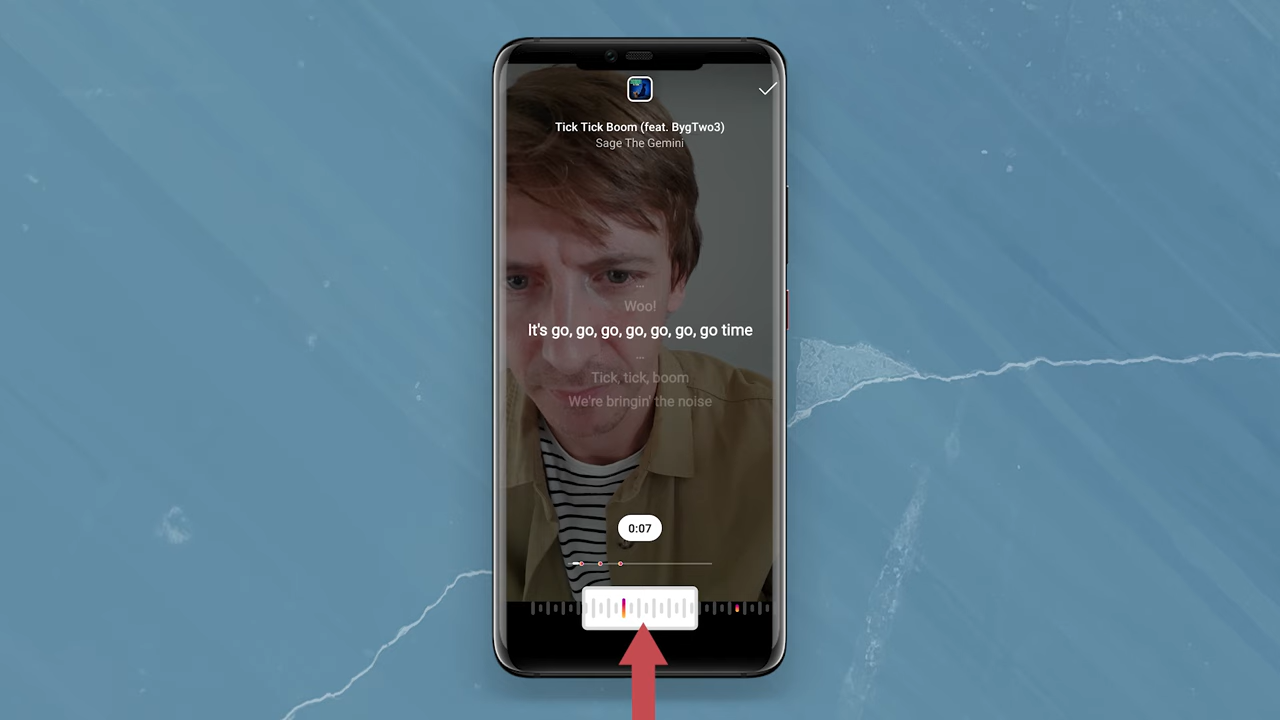 Tick Tick Boom (feat. BygTwo3)
Sage The Gemini
...
Woo!
It's go, go, go, go, go, go, go time
...
Tick, tick, boom
We're bringin' the noise
0:07